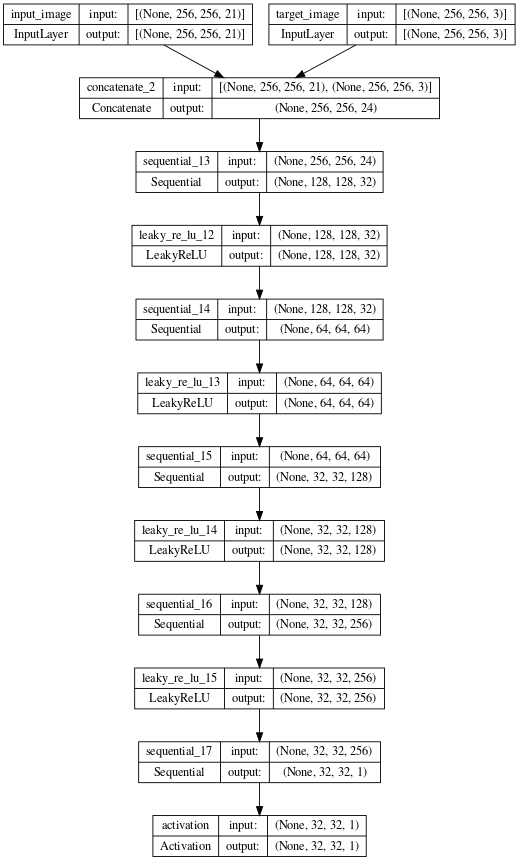 input_image input: [(None, 256, 256, 21)]
InputLayer output: [(None, 256, 256, 21)]
target_image input: [(None, 256, 256, 3)]
InputLayer output: [(None, 256, 256, 3)]
concatenate_2 input: [(None, 256, 256, 21), (None, 256, 256, 3)]
Concatenate output: (None, 256, 256, 24)
sequential_13 input: (None, 256, 256, 24)
Sequential output: (None, 128, 128, 32)
leaky_re_lu_12 input: (None, 128, 128, 32)
LeakyReLU output: (None, 128, 128, 32)
sequential_14 input: (None, 128, 128, 32)
Sequential output: (None, 64, 64, 64)
leaky_re_lu_13 input: (None, 64, 64, 64)
LeakyReLU output: (None, 64, 64, 64)
sequential_15 input: (None, 64, 64, 64)
Sequential output: (None, 32, 32, 128)
leaky_re_lu_14 input: (None, 32, 32, 128)
LeakyReLU output: (None, 32, 32, 128)
sequential_16 input: (None, 32, 32, 128)
Sequential output: (None, 32, 32, 256)
leaky_re_lu_15 input: (None, 32, 32, 256)
LeakyReLU output: (None, 32, 32, 256)
sequential_17 input: (None, 32, 32, 256)
Sequential output: (None, 32, 32, 1)
activation input: (None, 32, 32, 1)
Activation output: (None, 32, 32, 1)